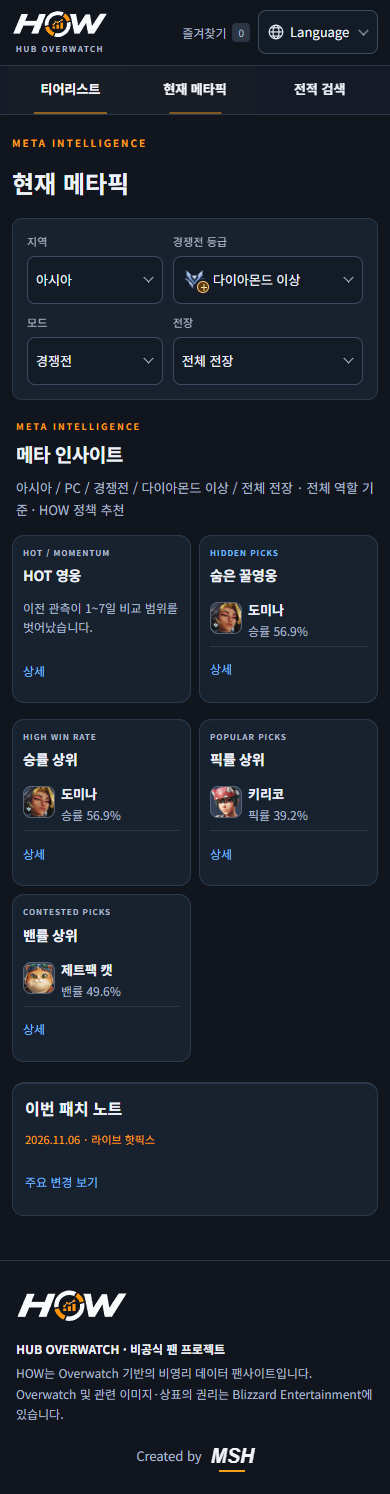 HOW
HUB OVERWATCH
즐겨찾기 0
Language
티어리스트 현재 메타픽 전적 검색
META INTELLIGENCE
현재 메타픽
지역 경쟁전 등급
아시아 다이아몬드 이상
모드 전장
경쟁전 전체 전장
META INTELLIGENCE
메타 인사이트
아시아 / PC / 경쟁전 / 다이아몬드 이상 / 전체 전장 · 전체 역할 기
준 · HOW 정책 추천
HOT / MOMENTUM
HOT 영웅
이전 관측이 1~7일 비교 범위를
벗어났습니다.
상세
HIDDEN PICKS
숨은 꿀영웅
도미나
승률 56.9%
상세
HIGH WIN RATE
승률 상위
도미나
승률 56.9%
상세
POPULAR PICKS
픽률 상위
키리코
픽률 39.2%
상세
CONTESTED PICKS
밴률 상위
제트팩 캣
밴률 49.6%
상세
이번 패치 노트
2026.11.06 · 라이브 핫픽스
주요 변경 보기
HOW
HUB OVERWATCH · 비공식 팬 프로젝트
HOW는 Overwatch 기반의 비영리 데이터 팬사이트입니다.
Overwatch 및 관련 이미지·상표의 권리는 Blizzard Entertainment에
있습니다.
Created by MSH